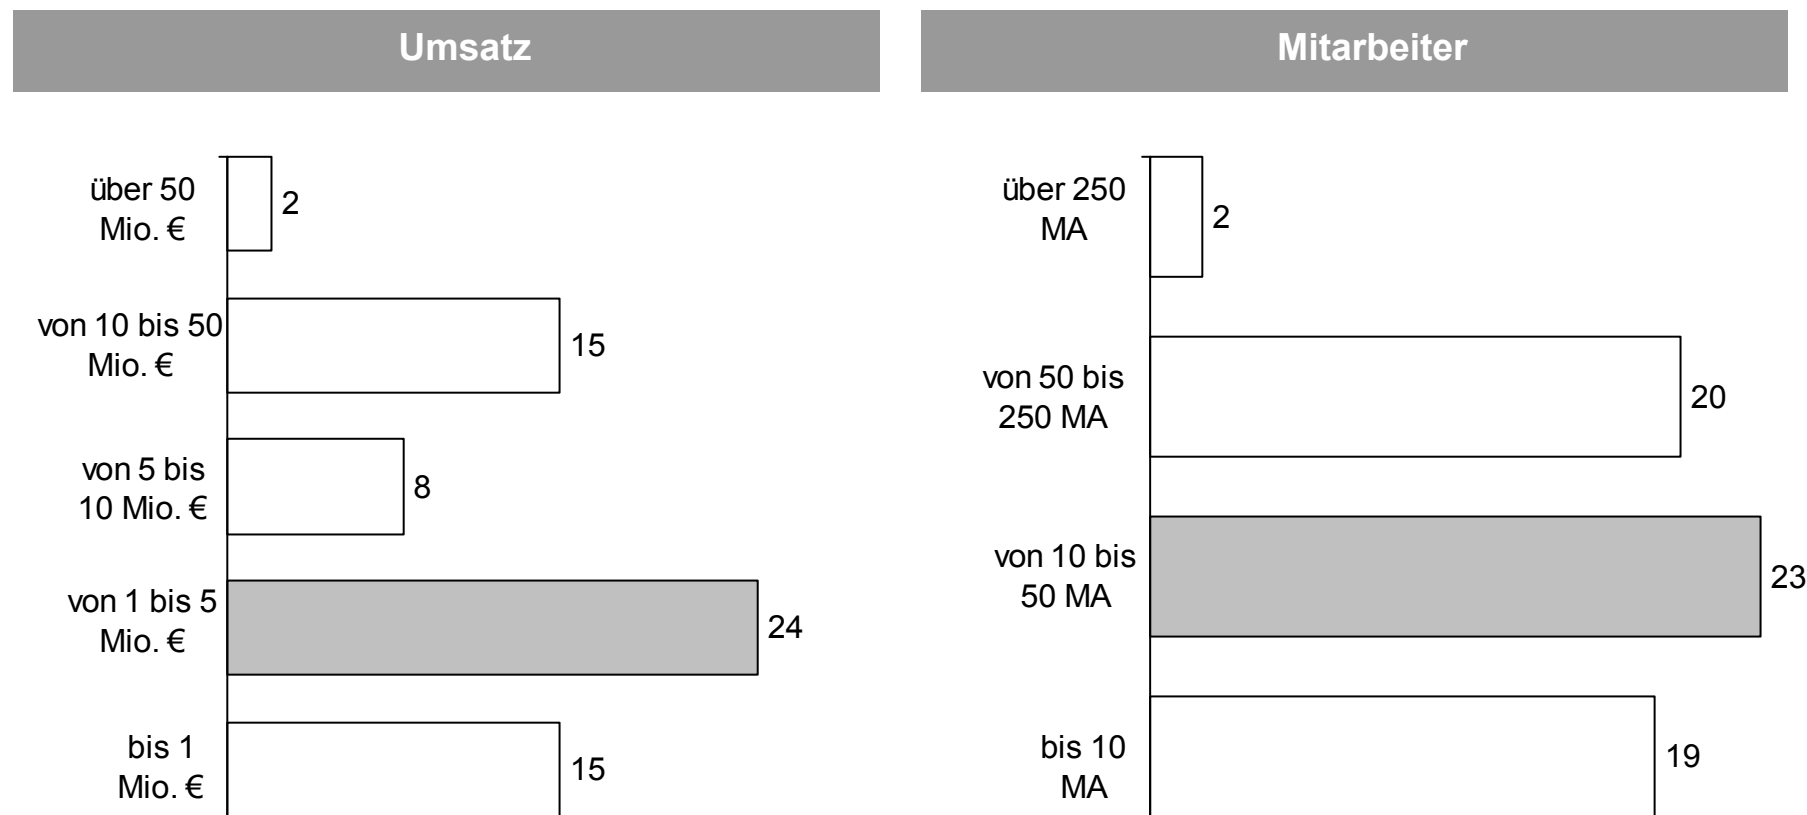 Umsatz
über 50
Mio. €
2
von 10 bis 50
Mio. €
15
von 5 bis
10 Mio. €
8
von 1 bis 5
Mio. €
24
bis 1
Mio. €
15
Mitarbeiter
über 250
MA
2
von 50 bis
250 MA
20
von 10 bis
50 MA
23
bis 10
MA
19